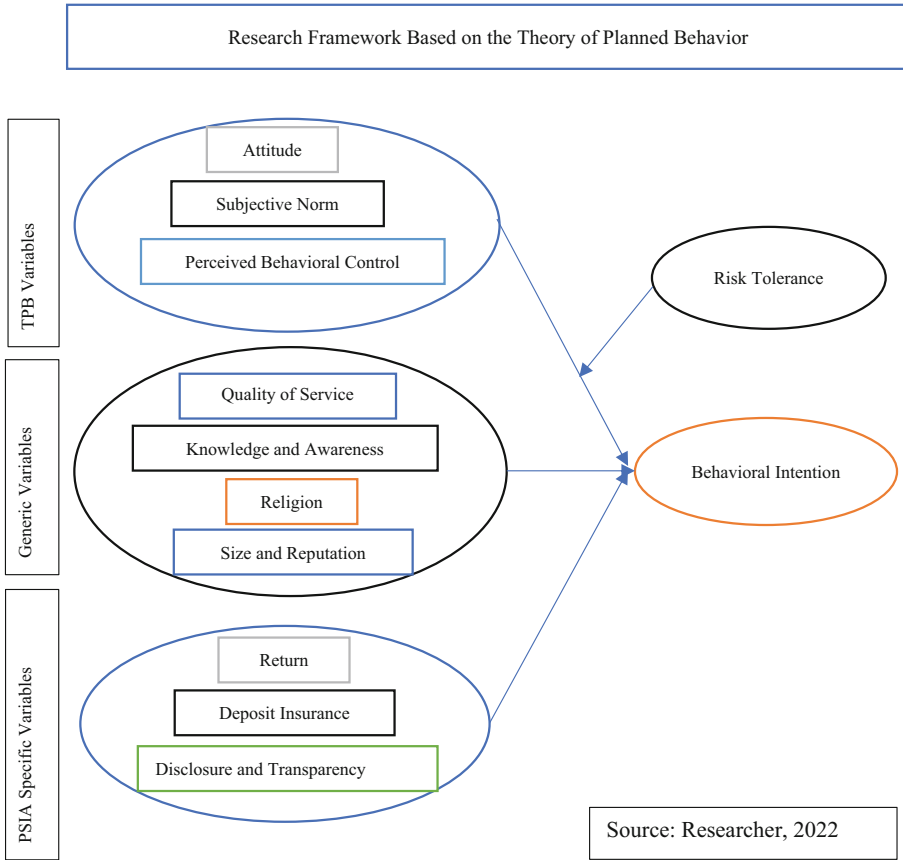 Research Framework Based on the Theory of Planned Behavior
TPB Variables
Attitude
Subjective Norm
Perceived Behavioral Control
Risk Tolerance
Generic Variables
Quality of Service
Knowledge and Awareness
Religion
Size and Reputation
Behavioral Intention
PSIA Specific Variables
Return
Deposit Insurance
Disclosure and Transparency
Source: Researcher, 2022